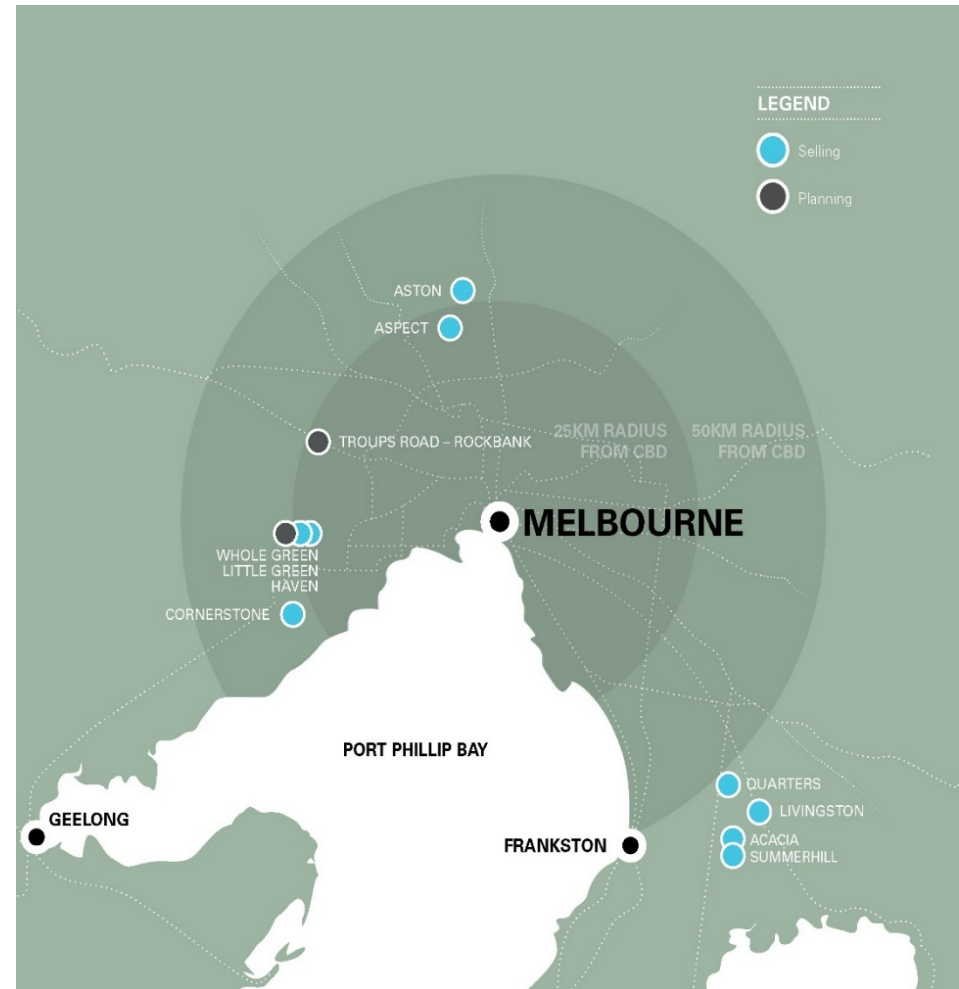 LEGEND
Selling
Planning
ASTON
ASPECT
TROUPS ROAD – ROCKBANK
25KM RADIUS
FROM CBD
50KM RADIUS
FROM CBD
MELBOURNE
WHOLE GREEN
LITTLE GREEN
HAVEN
CORNERSTONE
PORT PHILLIP BAY
QUARTERS
LIVINGSTON
GEELONG
FRANKSTON
ACACIA
SUMMERHILL